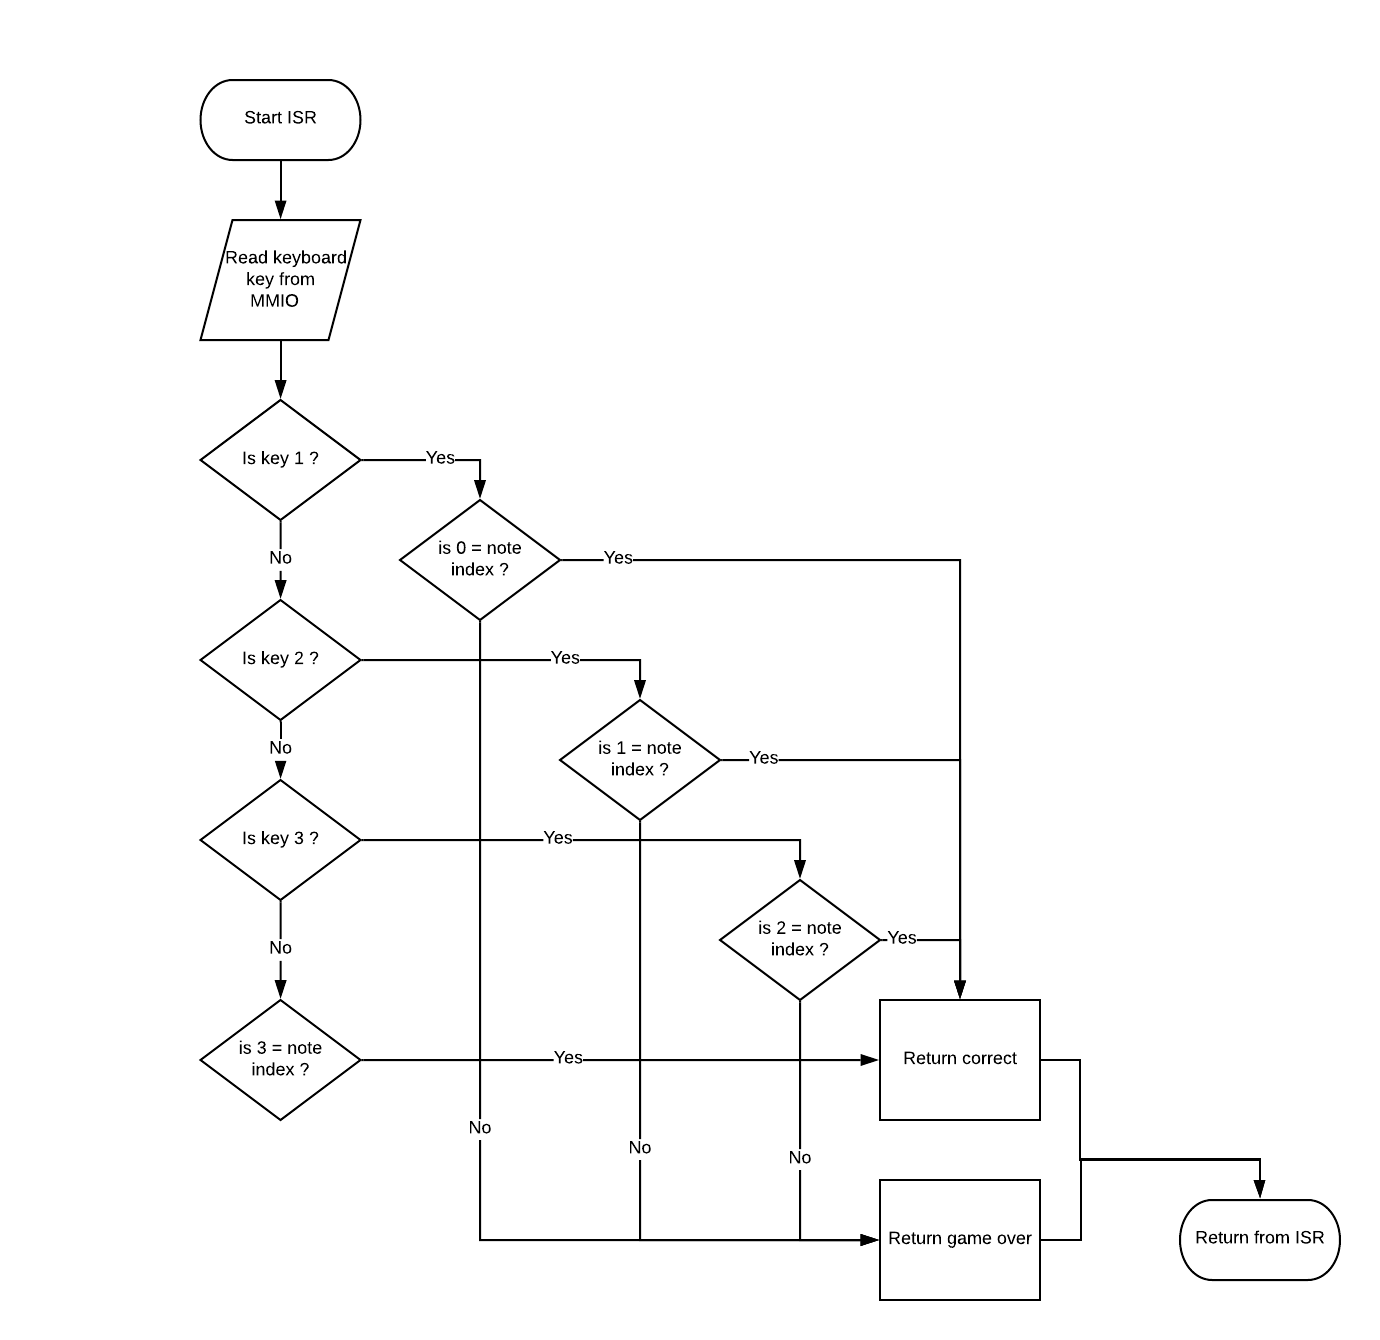 Start ISR
Read keyboard
key from
MMIO
Is key 1 ?
Yes
No
is 0 = note
index ?
Yes
Is key 2 ?
Yes
No
is 1 = note
index ?
Yes
Is key 3 ?
Yes
No
is 2 = note
index ?
Yes
is 3 = note
index ?
Yes
Return correct
No
No
No
Return game over
Return from ISR